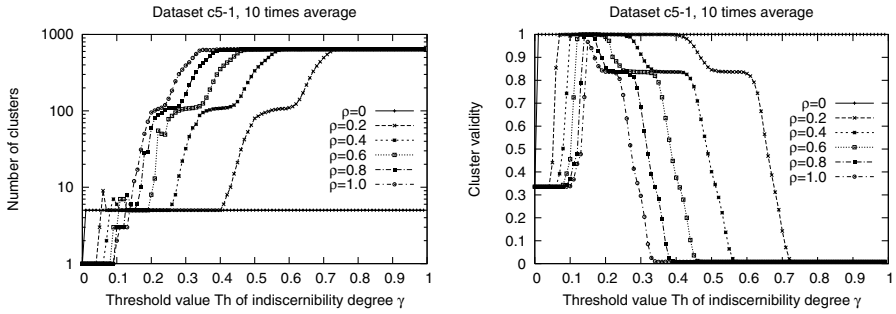 Dataset c5-1, 10 times average
Number of clusters
1000
100
10
1
ρ=0
ρ=0.2
ρ=0.4
ρ=0.6
ρ=0.8
ρ=1.0
0 0.1 0.2 0.3 0.4 0.5 0.6 0.7 0.8 0.9 1
Threshold value Th of indiscernibility degree γ
Dataset c5-1, 10 times average
Cluster validity
1
0.9
0.8
0.7
0.6
0.5
0.4
0.3
0.2
0.1
0
ρ=0
ρ=0.2
ρ=0.4
ρ=0.6
ρ=0.8
ρ=1.0
0 0.1 0.2 0.3 0.4 0.5 0.6 0.7 0.8 0.9 1
Threshold value Th of indiscernibility degree γ